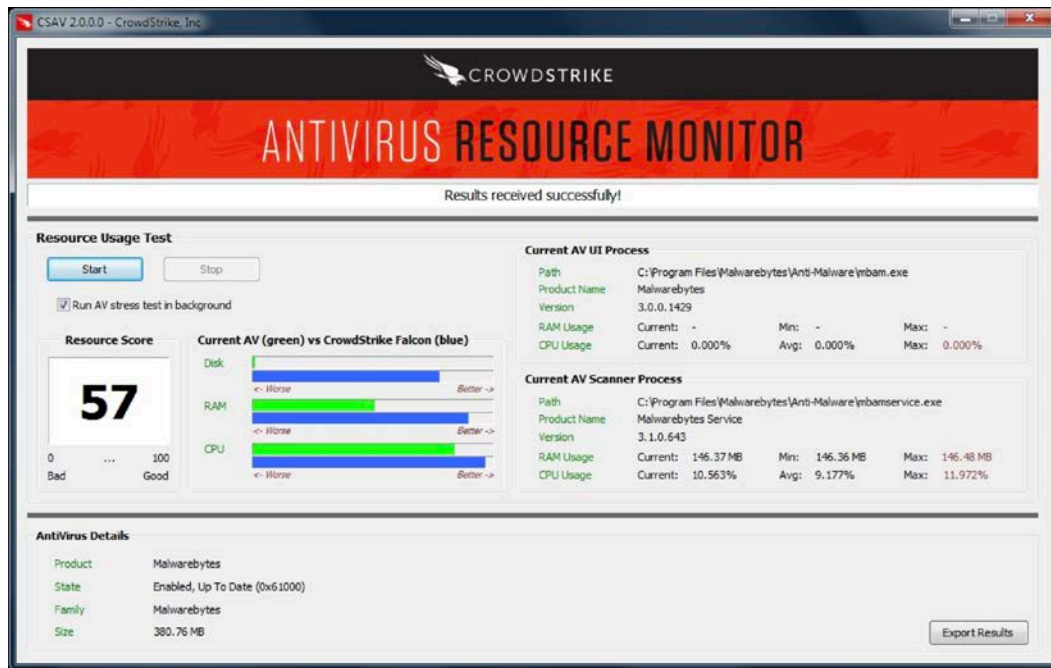 CSAV 2.0.0.0 - CrowdStrike, Inc
CROWDSTRIKE
ANTIVIRUS RESOURCE MONITOR
Results received successfully!
Resource Usage Test
Start
Stop
Run AV stress test in background
Resource Score
57
0 ... 100
Bad Good
Current AV (green) vs CrowdStrike Falcon (blue)
Disk
<- Worse Better ->
RAM
<- Worse Better ->
CPU
<- Worse Better ->
Current AV UI Process
Path C:\Program Files\Malwarebytes\Anti-Malware\mbam.exe
Product Name Malwarebytes
Version 3.0.0.1429
RAM Usage Current: - Min: - Max: -
CPU Usage Current: 0.000% Avg: 0.000% Max: 0.000%
Current AV Scanner Process
Path C:\Program Files\Malwarebytes\Anti-Malware\mbamservice.exe
Product Name Malwarebytes Service
Version 3.1.0.643
RAM Usage Current: 146.37 MB Min: 146.36 MB Max: 146.48 MB
CPU Usage Current: 10.563% Avg: 9.177% Max: 11.972%
AntiVirus Details
Product Malwarebytes
State Enabled, Up To Date (0x61000)
Family Malwarebytes
Size 380.76 MB
Export Results